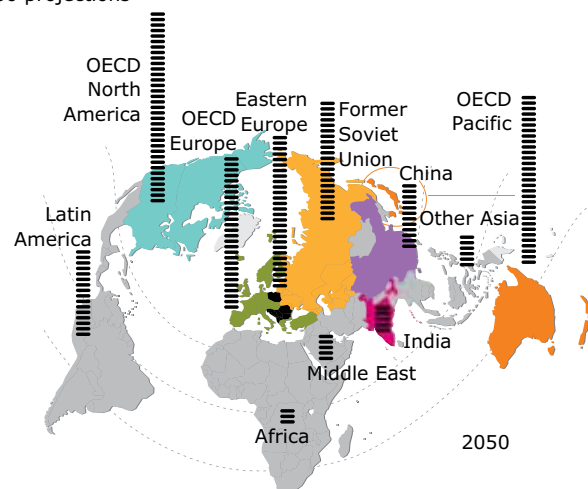 OECD
North
America
OECD
Europe
Eastern
Europe
Former
Soviet
Union
OECD
Pacific
China
Other Asia
Latin
America
India
Middle East
Africa
2050